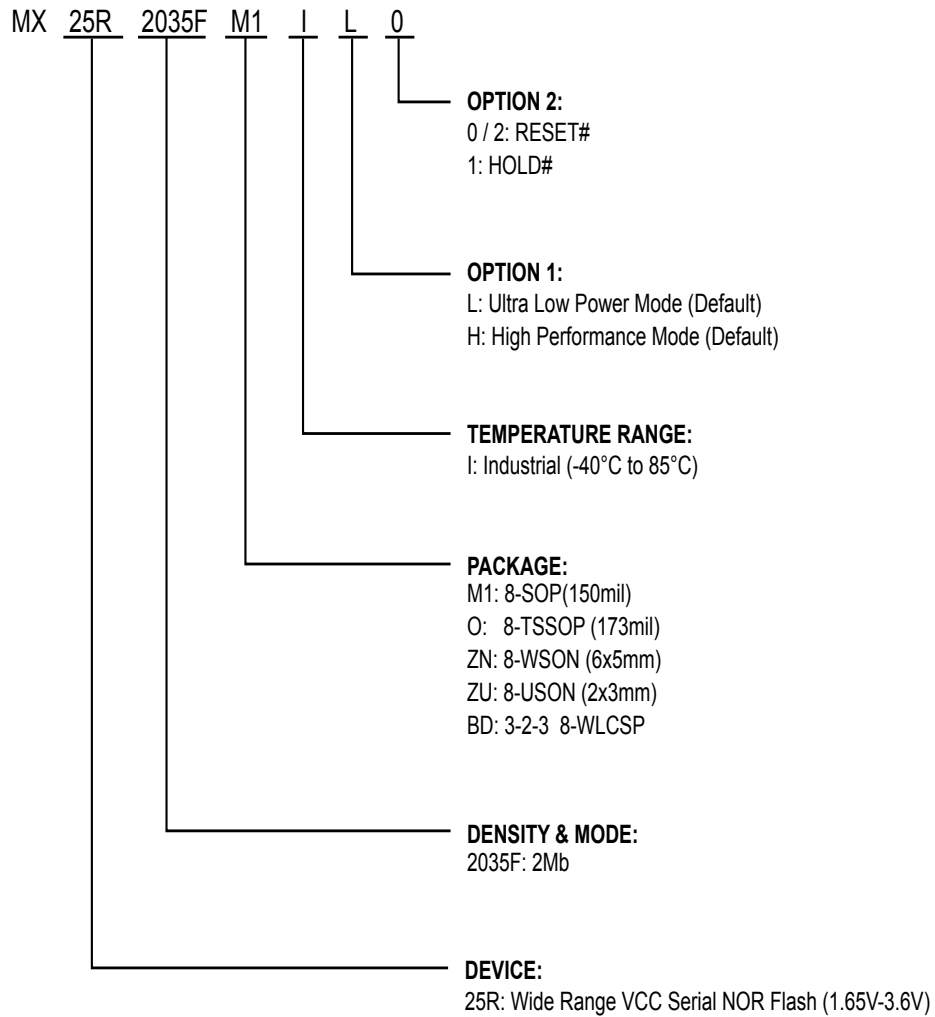 MX 25R 2035F M1 I L 0
OPTION 2:
0 / 2: RESET#
1: HOLD#
OPTION 1:
L: Ultra Low Power Mode (Default)
H: High Performance Mode (Default)
TEMPERATURE RANGE:
I: Industrial (-40°C to 85°C)
PACKAGE:
M1: 8-SOP(150mil)
O: 8-TSSOP (173mil)
ZN: 8-WSON (6x5mm)
ZU: 8-USON (2x3mm)
BD: 3-2-3 8-WLCSP
DENSITY & MODE:
2035F: 2Mb
DEVICE:
25R: Wide Range VCC Serial NOR Flash (1.65V-3.6V)